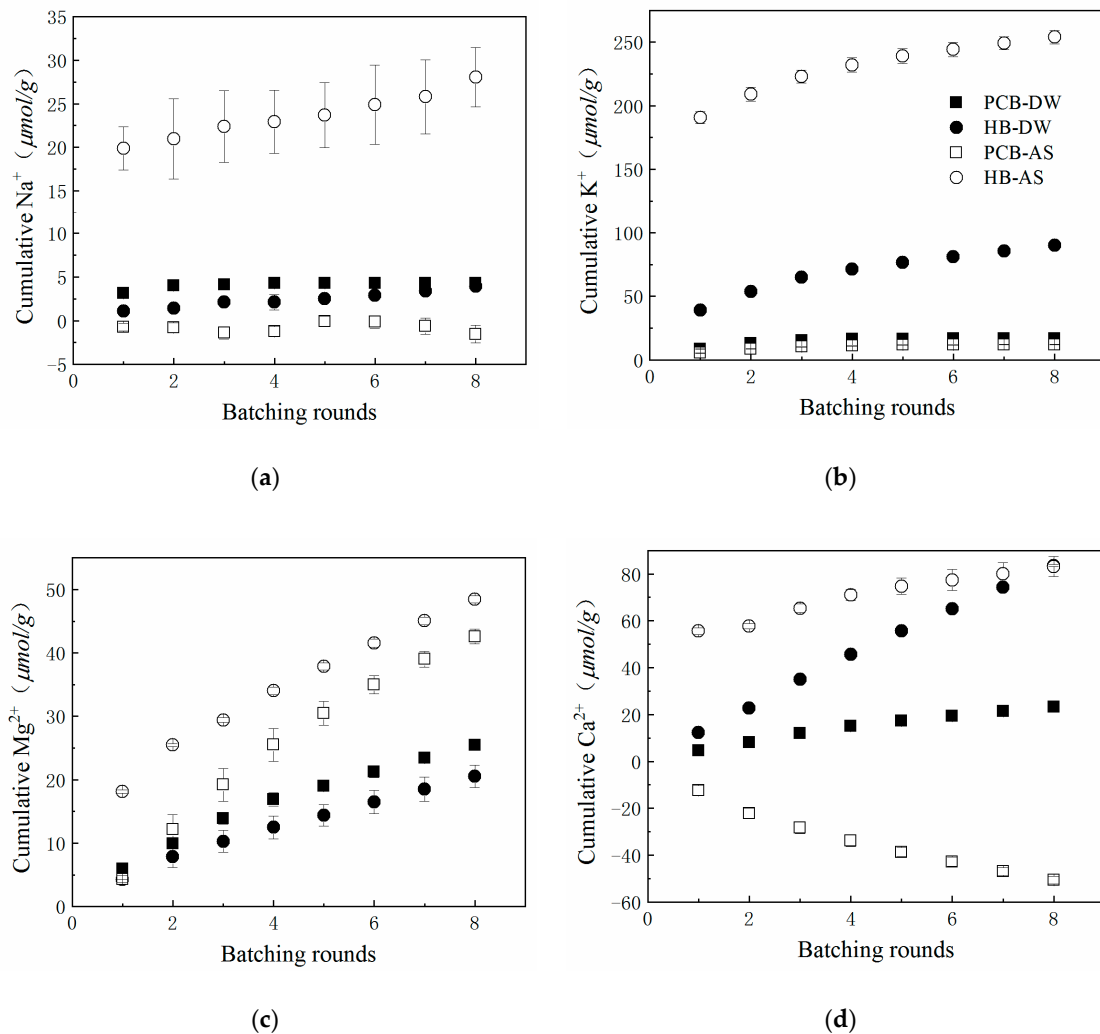 35
30
25
20
15
10
5
0
-5
Cumulative Na⁺ (μmol/g)
0 2 4 6 8
Batching rounds
(a)
250
200
150
100
50
0
Cumulative K⁺ (μmol/g)
PCB-DW
HB-DW
PCB-AS
HB-AS
0 2 4 6 8
Batching rounds
(b)
50
40
30
20
10
0
Cumulative Mg²⁺ (μmol/g)
0 2 4 6 8
Batching rounds
(c)
80
60
40
20
0
-20
-40
-60
Cumulative Ca²⁺ (μmol/g)
0 2 4 6 8
Batching rounds
(d)